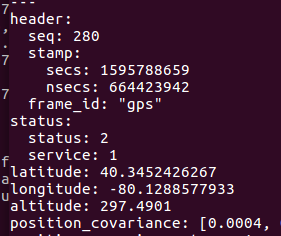 ---
header:
  seq: 280
  stamp:
    secs: 1595788659
    nsecs: 664423942
  frame_id: "gps"
status:
  status: 2
  service: 1
latitude: 40.3452426267
longitude: -80.1288577933
altitude: 297.4901
position_covariance: [0.0004,